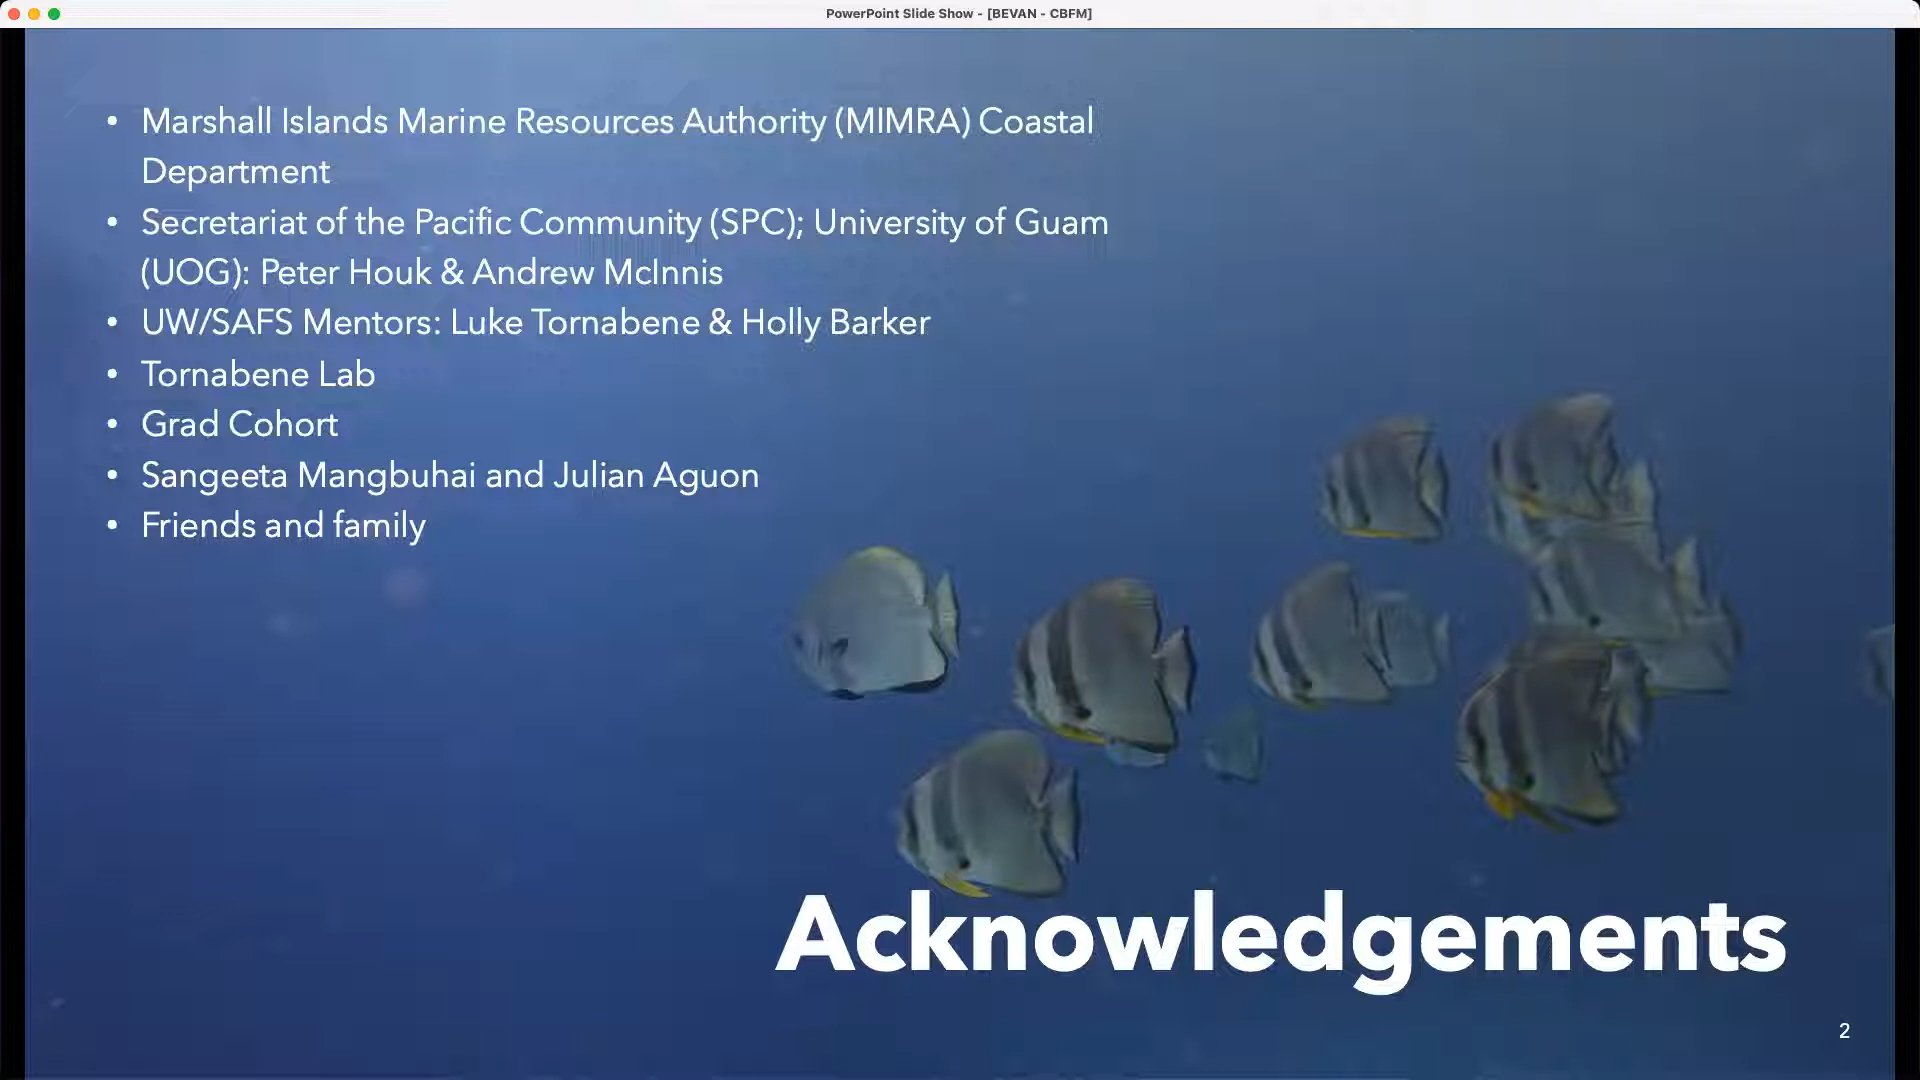 PowerPoint Slide Show - [BEVAN - CBFM]
• Marshall Islands Marine Resources Authority (MIMRA) Coastal
Department
• Secretariat of the Pacific Community (SPC); University of Guam
(UOG): Peter Houk & Andrew McInnis
• UW/SAFS Mentors: Luke Tornabene & Holly Barker
• Tornabene Lab
• Grad Cohort
• Sangeeta Mangbuhai and Julian Aguon
• Friends and family
Acknowledgements
2